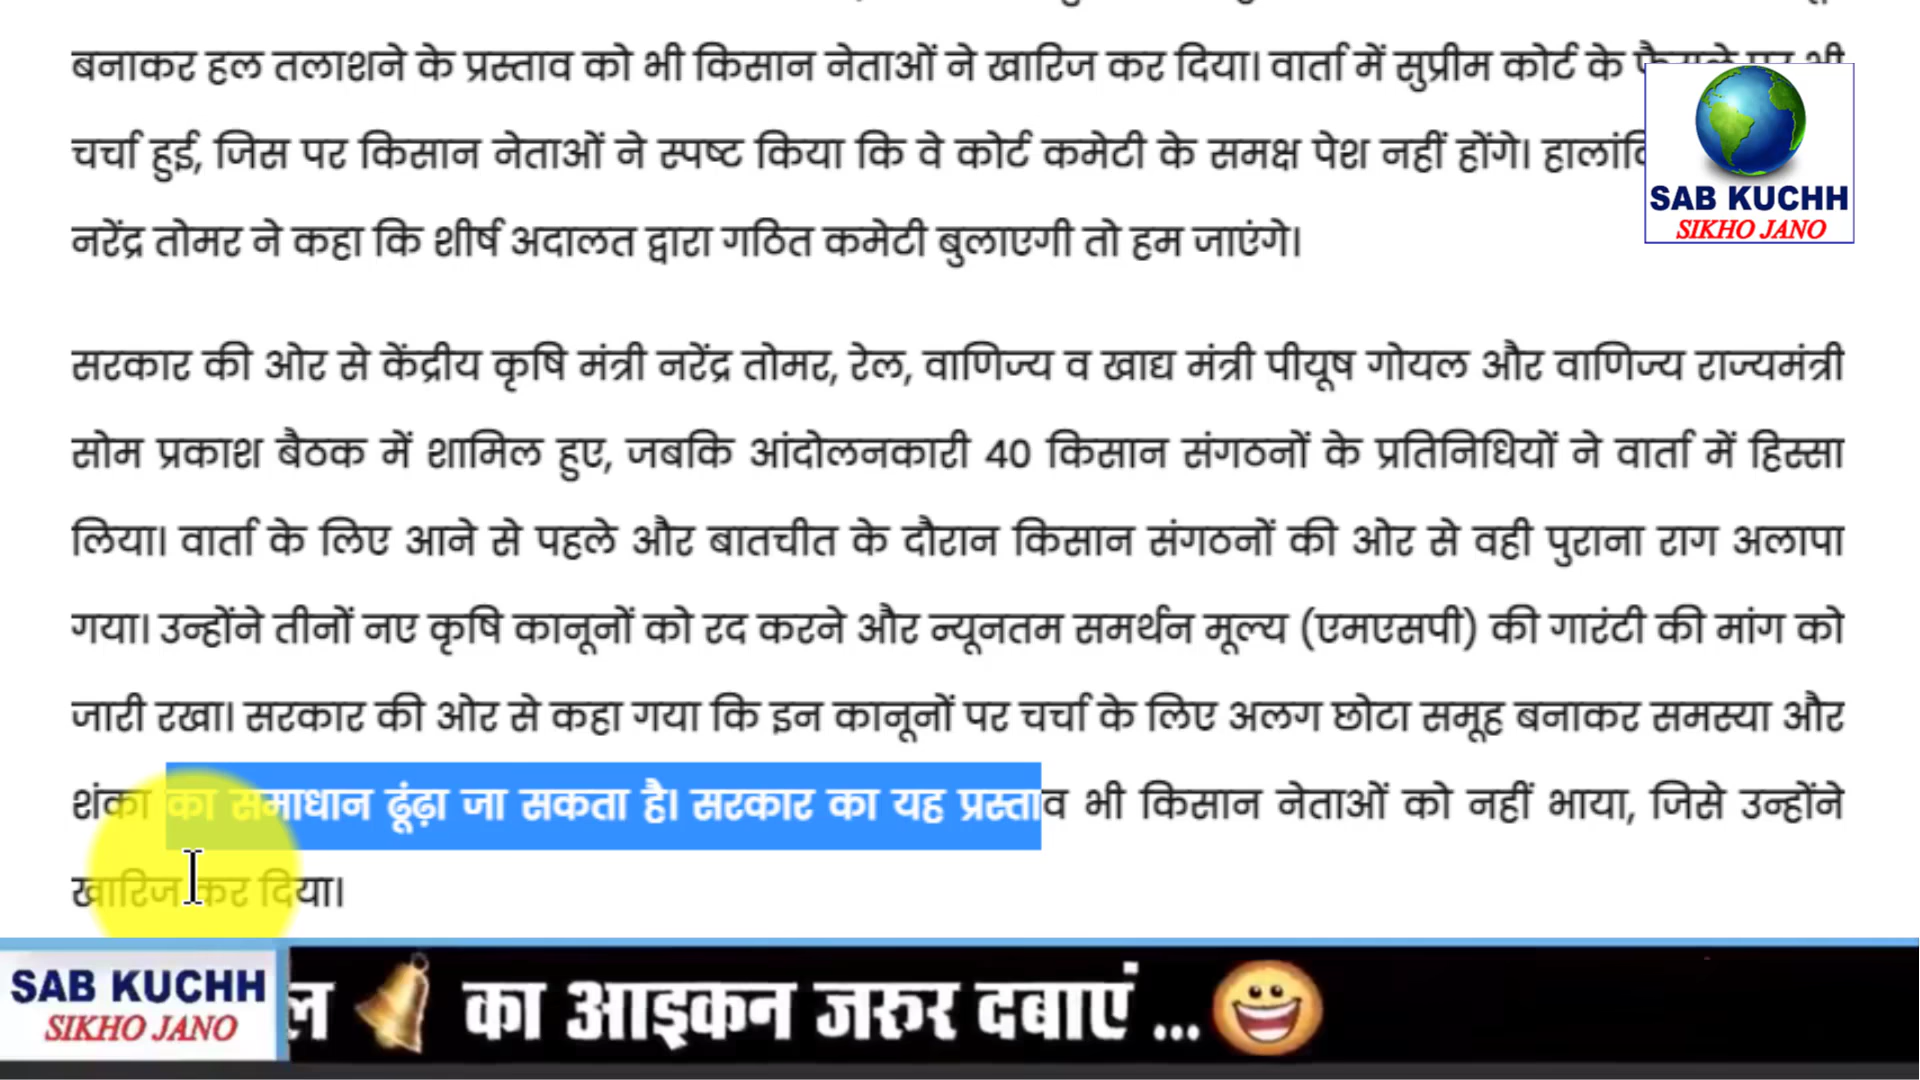 बनाकर हल तलाशने के प्रस्ताव को भी किसान नेताओं ने खारिज कर दिया। वार्ता में सुप्रीम कोर्ट के फैसले पर भी
चर्चा हुई, जिस पर किसान नेताओं ने स्पष्ट किया कि वे कोर्ट कमेटी के समक्ष पेश नहीं होंगे।
नरेंद्र तोमर ने कहा कि शीर्ष अदालत द्वारा गठित कमेटी बुलाएगी तो हम जाएंगे।
SAB KUCHH
SIKHO JANO
सरकार की ओर से केंद्रीय कृषि मंत्री नरेंद्र तोमर, रेल, वाणिज्य व खाद्य मंत्री पीयूष गोयल और वाणिज्य राज्यमंत्री
सोम प्रकाश बैठक में शामिल हुए, जबकि आंदोलनकारी 40 किसान संगठनों के प्रतिनिधियों ने वार्ता में हिस्सा
लिया। वार्ता के लिए आने से पहले और बातचीत के दौरान किसान संगठनों की ओर से वही पुराना राग अलापा
गया। उन्होंने तीनों नए कृषि कानूनों को रद करने और न्यूनतम समर्थन मूल्य (एमएसपी) की गारंटी की मांग को
जारी रखा। सरकार की ओर से कहा गया कि इन कानूनों पर चर्चा के लिए अलग छोटा समूह बनाकर समस्या और
शंका का समाधान ढूंढ़ा जा सकता है। सरकार का यह प्रस्ताव भी किसान नेताओं को नहीं भाया, जिसे उन्होंने
खारिज कर दिया।
SAB KUCHH
SIKHO JANO
का आइकन जरुर दबाएं ...